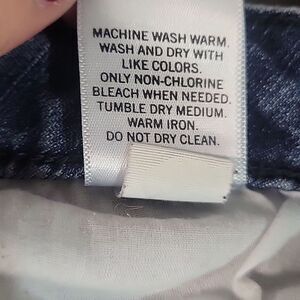 MACHINE WASH WARM.
WASH AND DRY WITH
LIKE COLORS.
ONLY NON-CHLORINE
BLEACH WHEN NEEDED.
TUMBLE DRY MEDIUM.
WARM IRON.
DO NOT DRY CLEAN.